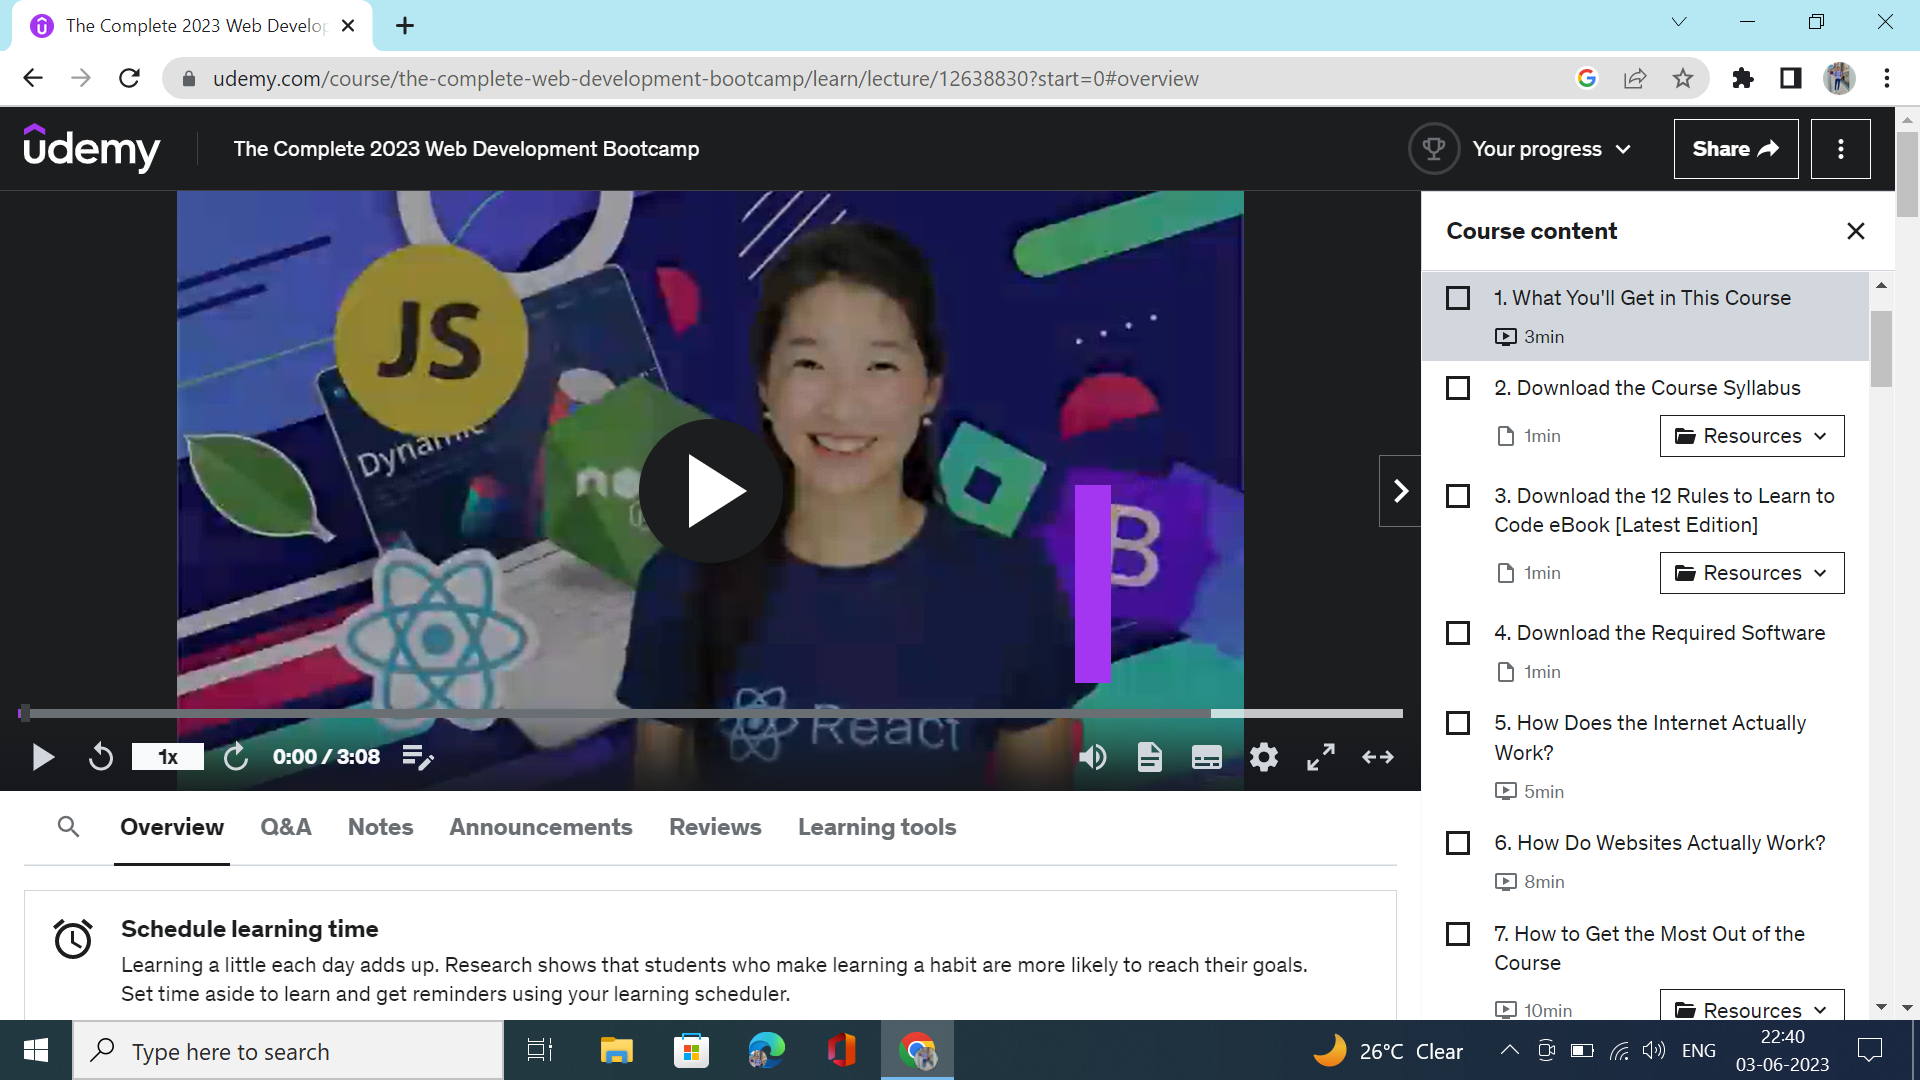 The Complete 2023 Web Develop
udemy.com/course/the-complete-web-development-bootcamp/learn/lecture/12638830?start=0#overview
udemy
The Complete 2023 Web Development Bootcamp
Your progress
Share
JS
Dynamic
B
React
1x
0:00 / 3:08
Course content
1. What You'll Get in This Course
3min
2. Download the Course Syllabus
1min
Resources
3. Download the 12 Rules to Learn to
Code eBook [Latest Edition]
1min
Resources
4. Download the Required Software
1min
5. How Does the Internet Actually
Work?
5min
6. How Do Websites Actually Work?
8min
7. How to Get the Most Out of the
Course
10min
Resources
Overview
Q&A
Notes
Announcements
Reviews
Learning tools
Schedule learning time
Learning a little each day adds up. Research shows that students who make learning a habit are more likely to reach their goals.
Set time aside to learn and get reminders using your learning scheduler.
Type here to search
26°C Clear
ENG
22:40
03-06-2023